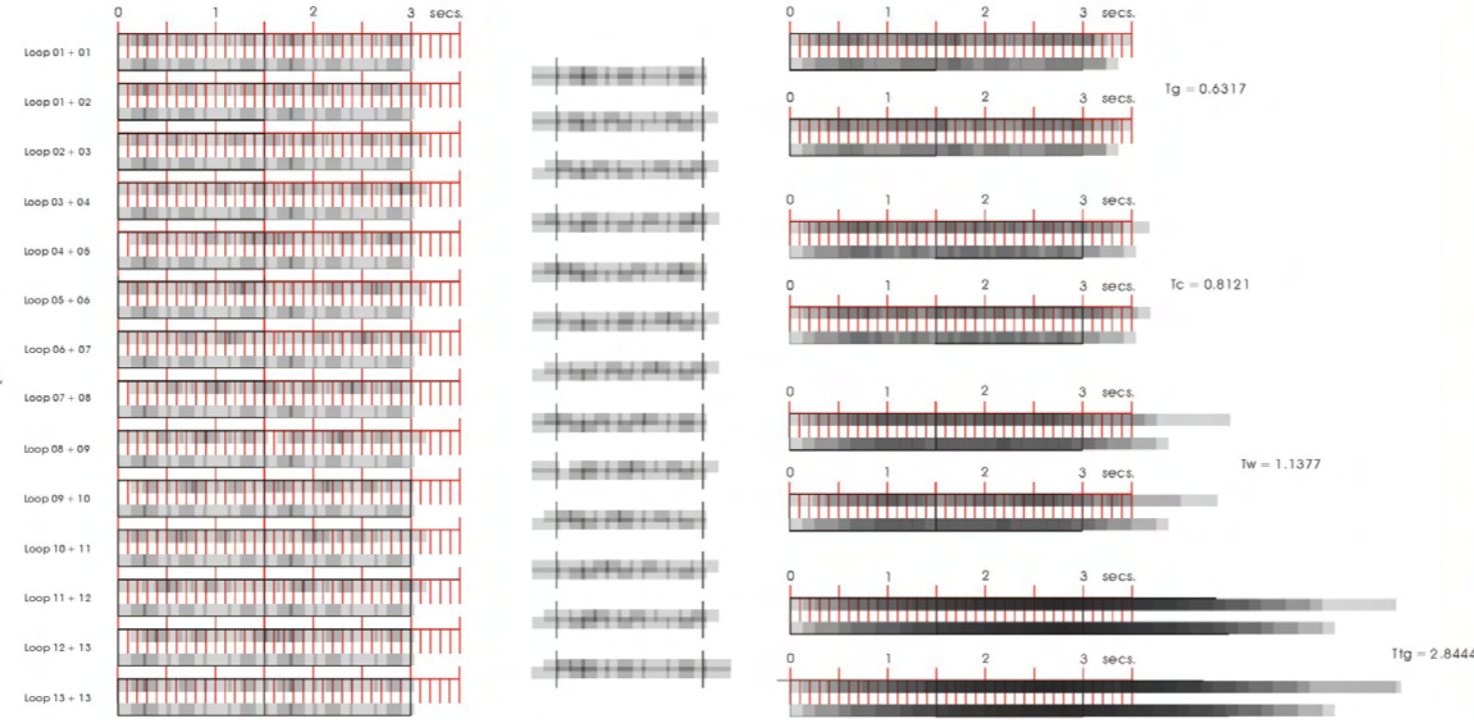 0 1 2 3 secs.
Loop 01 + 01
Loop 01 + 02
Loop 02 + 03
Loop 03 + 04
Loop 04 + 05
Loop 05 + 06
Loop 06 + 07
Loop 07 + 08
Loop 08 + 09
Loop 09 + 10
Loop 10 + 11
Loop 11 + 12
Loop 12 + 13
Loop 13 + 13
0 1 2 3 secs.
Tg = 0.6317
0 1 2 3 secs.
0 1 2 3 secs.
Tc = 0.8121
0 1 2 3 secs.
0 1 2 3 secs.
Tw = 1.1377
0 1 2 3 secs.
0 1 2 3 secs.
Ttg = 2.8444
0 1 2 3 secs.